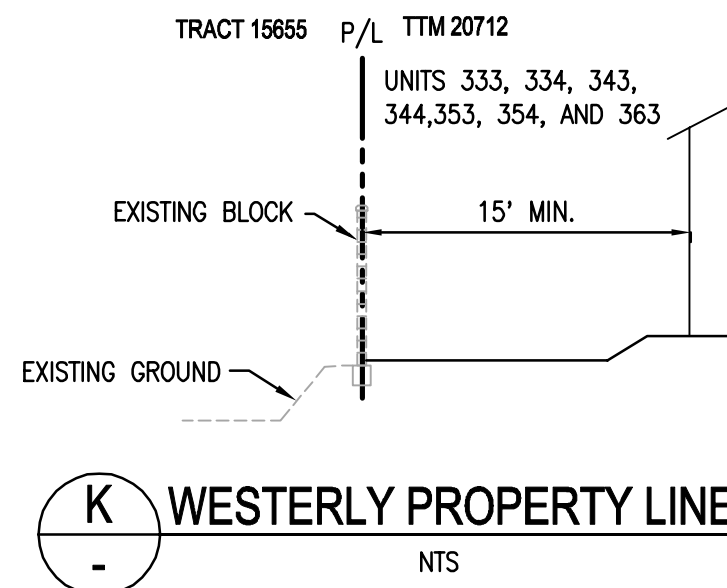 TRACT 15655 P/L TTM 20712
UNITS 333, 334, 343,
344,353, 354, AND 363
EXISTING BLOCK
15' MIN.
EXISTING GROUND
K
WESTERLY PROPERTY LINE
-
NTS